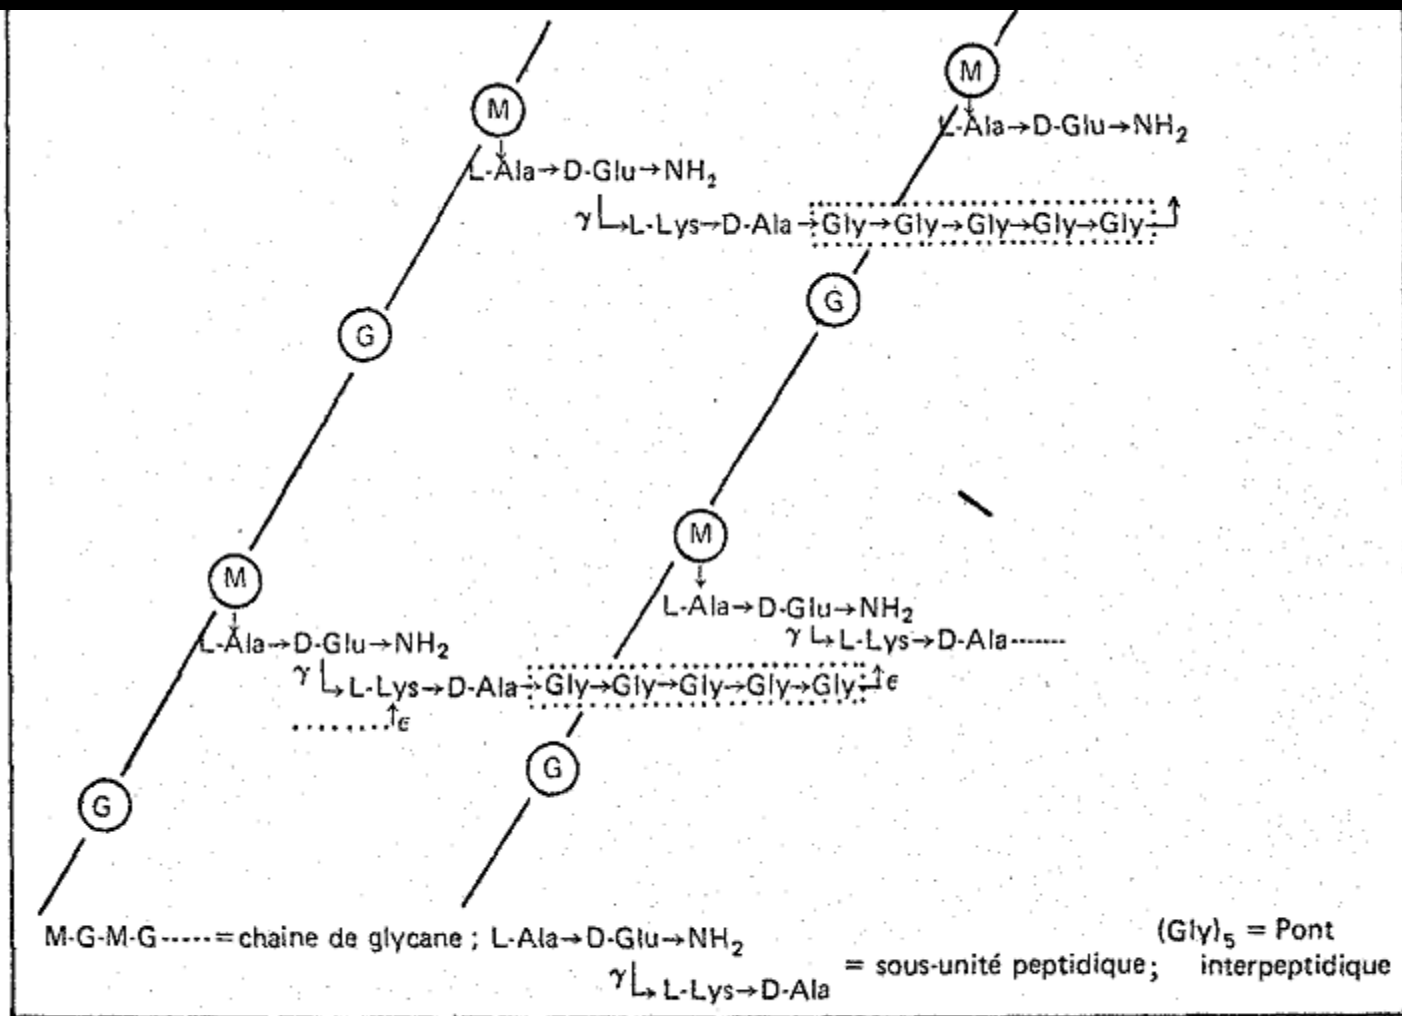 M
M
L-Ala→D-Glu→NH₂
L-Ala→D-Glu→NH₂
γ L-Lys→D-Ala→Gly→Gly→Gly→Gly→Gly
G
G
M
M
L-Ala→D-Glu→NH₂
L-Ala→D-Glu→NH₂
γ L-Lys→D-Ala-------
γ L-Lys→D-Ala→Gly→Gly→Gly→Gly→Gly ε
........ε
G
G
M-G-M-G-----=chaine de glycane ; L-Ala→D-Glu→NH₂
γ L-Lys→D-Ala
= sous-unité peptidique;
(Gly)₅ = Pont
interpeptidique